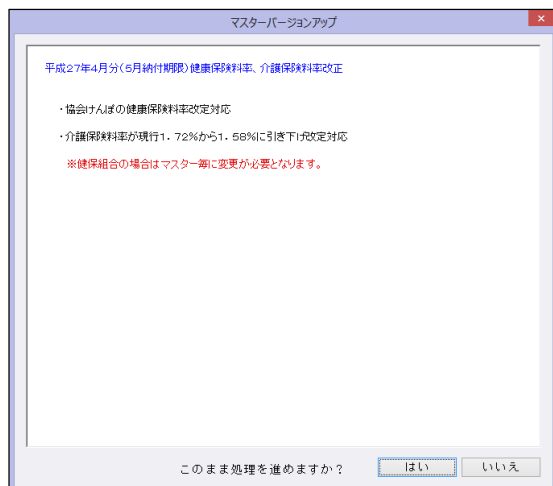 マスターバージョンアップ
×
平成27年4月分(5月納付期限)健康保険料率、介護保険料率改正
・協会けんぽの健康保険料率改定対応
・介護保険料率が現行1.72%から1.58%に引き下げ改定対応
※健保組合の場合はマスター毎に変更が必要となります。
このまま処理を進めますか? はい いいえ